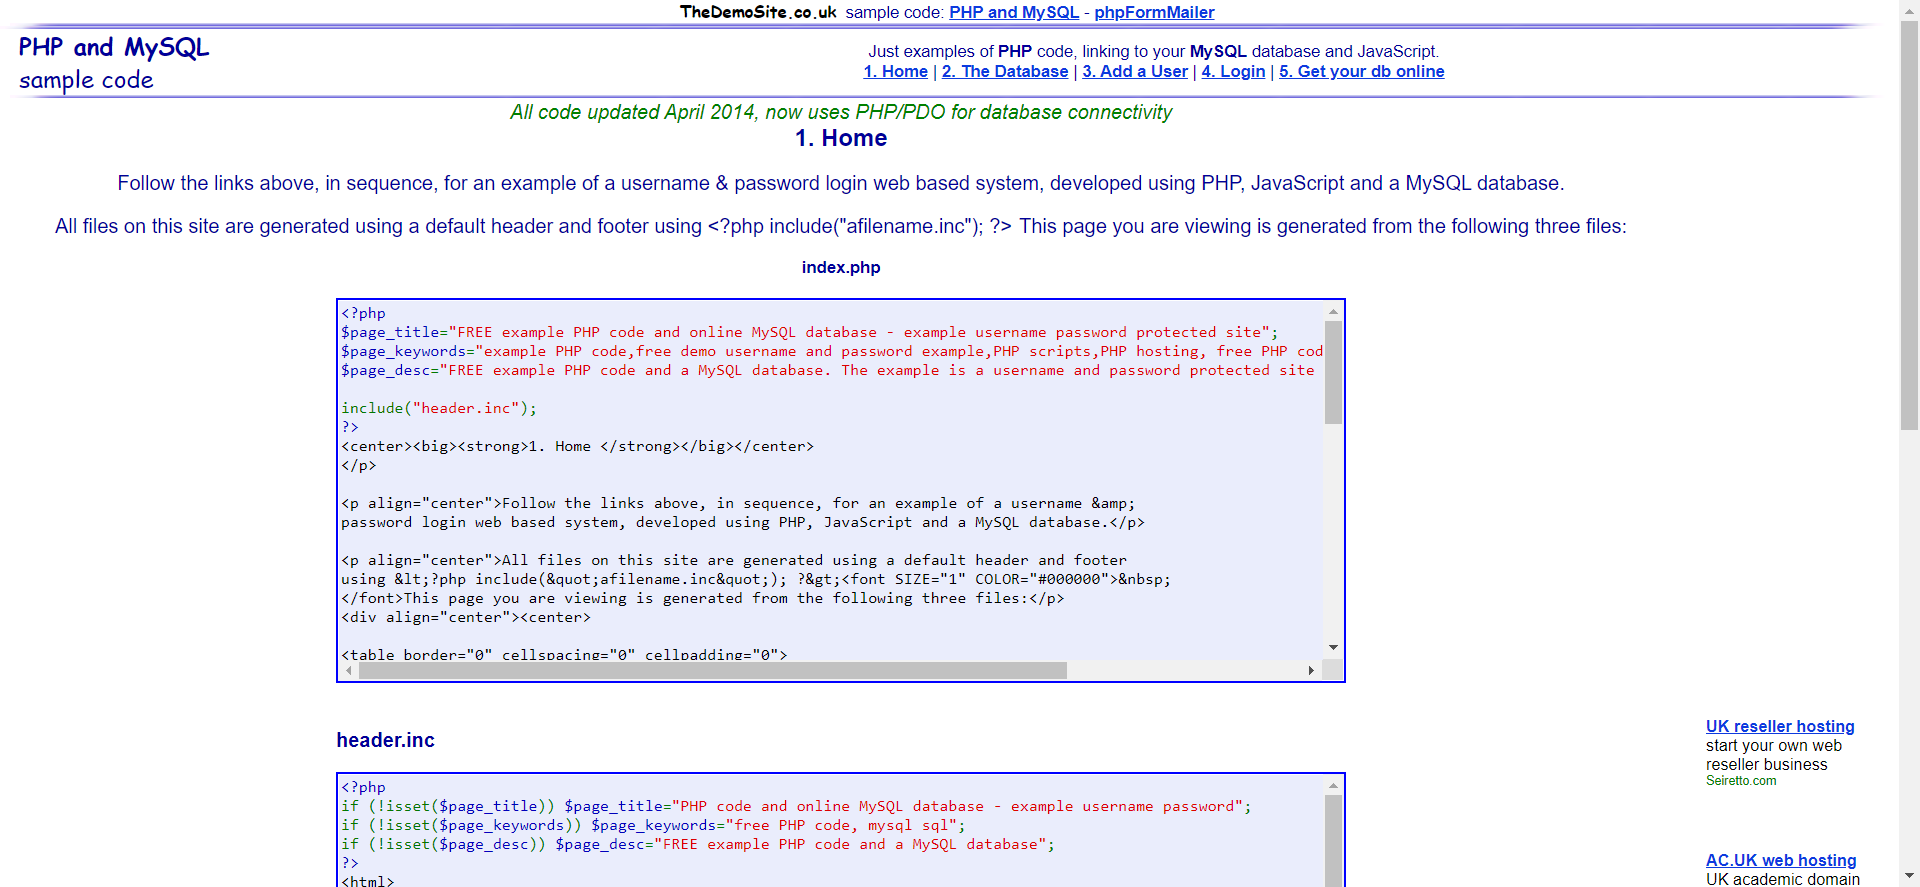 TheDemoSite.co.uk sample code: PHP and MySQL - phpFormMailer
PHP and MySQL
sample code
Just examples of PHP code, linking to your MySQL database and JavaScript.
1. Home | 2. The Database | 3. Add a User | 4. Login | 5. Get your db online
All code updated April 2014, now uses PHP/PDO for database connectivity
1. Home
Follow the links above, in sequence, for an example of a username & password login web based system, developed using PHP, JavaScript and a MySQL database.
All files on this site are generated using a default header and footer using <?php include("afilename.inc"); ?> This page you are viewing is generated from the following three files:
index.php
<?php
$page_title="FREE example PHP code and online MySQL database - example username password protected site";
$page_keywords="example PHP code,free demo username and password example,PHP scripts,PHP hosting, free PHP cod
$page_desc="FREE example PHP code and a MySQL database. The example is a username and password protected site
include("header.inc");
?>
<center><big><strong>1. Home </strong></big></center>
</p>
<p align="center">Follow the links above, in sequence, for an example of a username &amp;
password login web based system, developed using PHP, JavaScript and a MySQL database.</p>
<p align="center">All files on this site are generated using a default header and footer
using &lt;?php include(&quot;afilename.inc&quot;); ?&gt;<font SIZE="1" COLOR="#000000">&nbsp;
</font>This page you are viewing is generated from the following three files:</p>
<div align="center"><center>
<table border="0" cellspacing="0" cellpadding="0">
header.inc
<?php
if (!isset($page_title)) $page_title="PHP code and online MySQL database - example username password";
if (!isset($page_keywords)) $page_keywords="free PHP code, mysql sql";
if (!isset($page_desc)) $page_desc="FREE example PHP code and a MySQL database";
?>
<html>
UK reseller hosting
start your own web
reseller business
Seiretto.com
AC.UK web hosting
UK academic domain